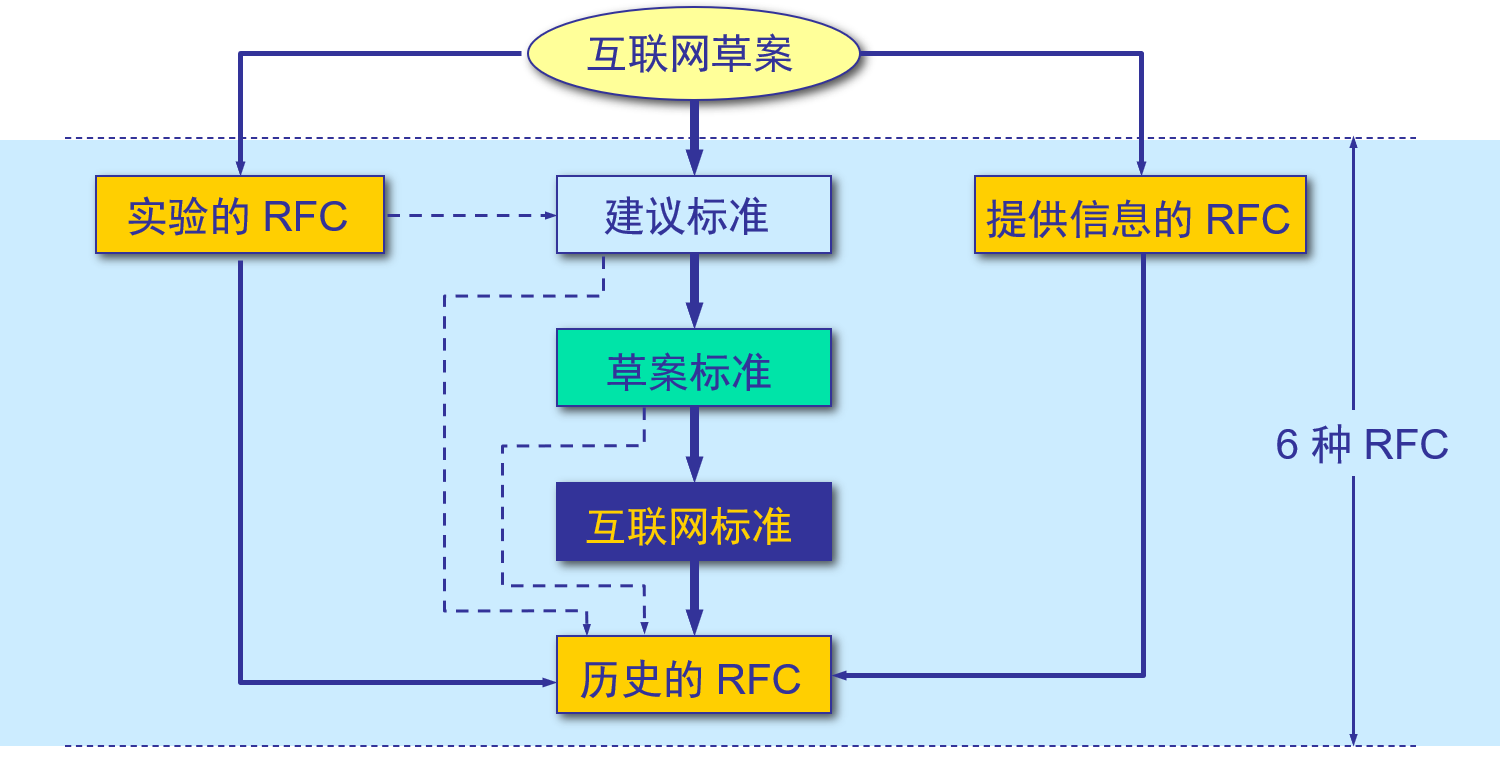 互联网草案
实验的 RFC
建议标准
提供信息的 RFC
草案标准
6 种 RFC
互联网标准
历史的 RFC